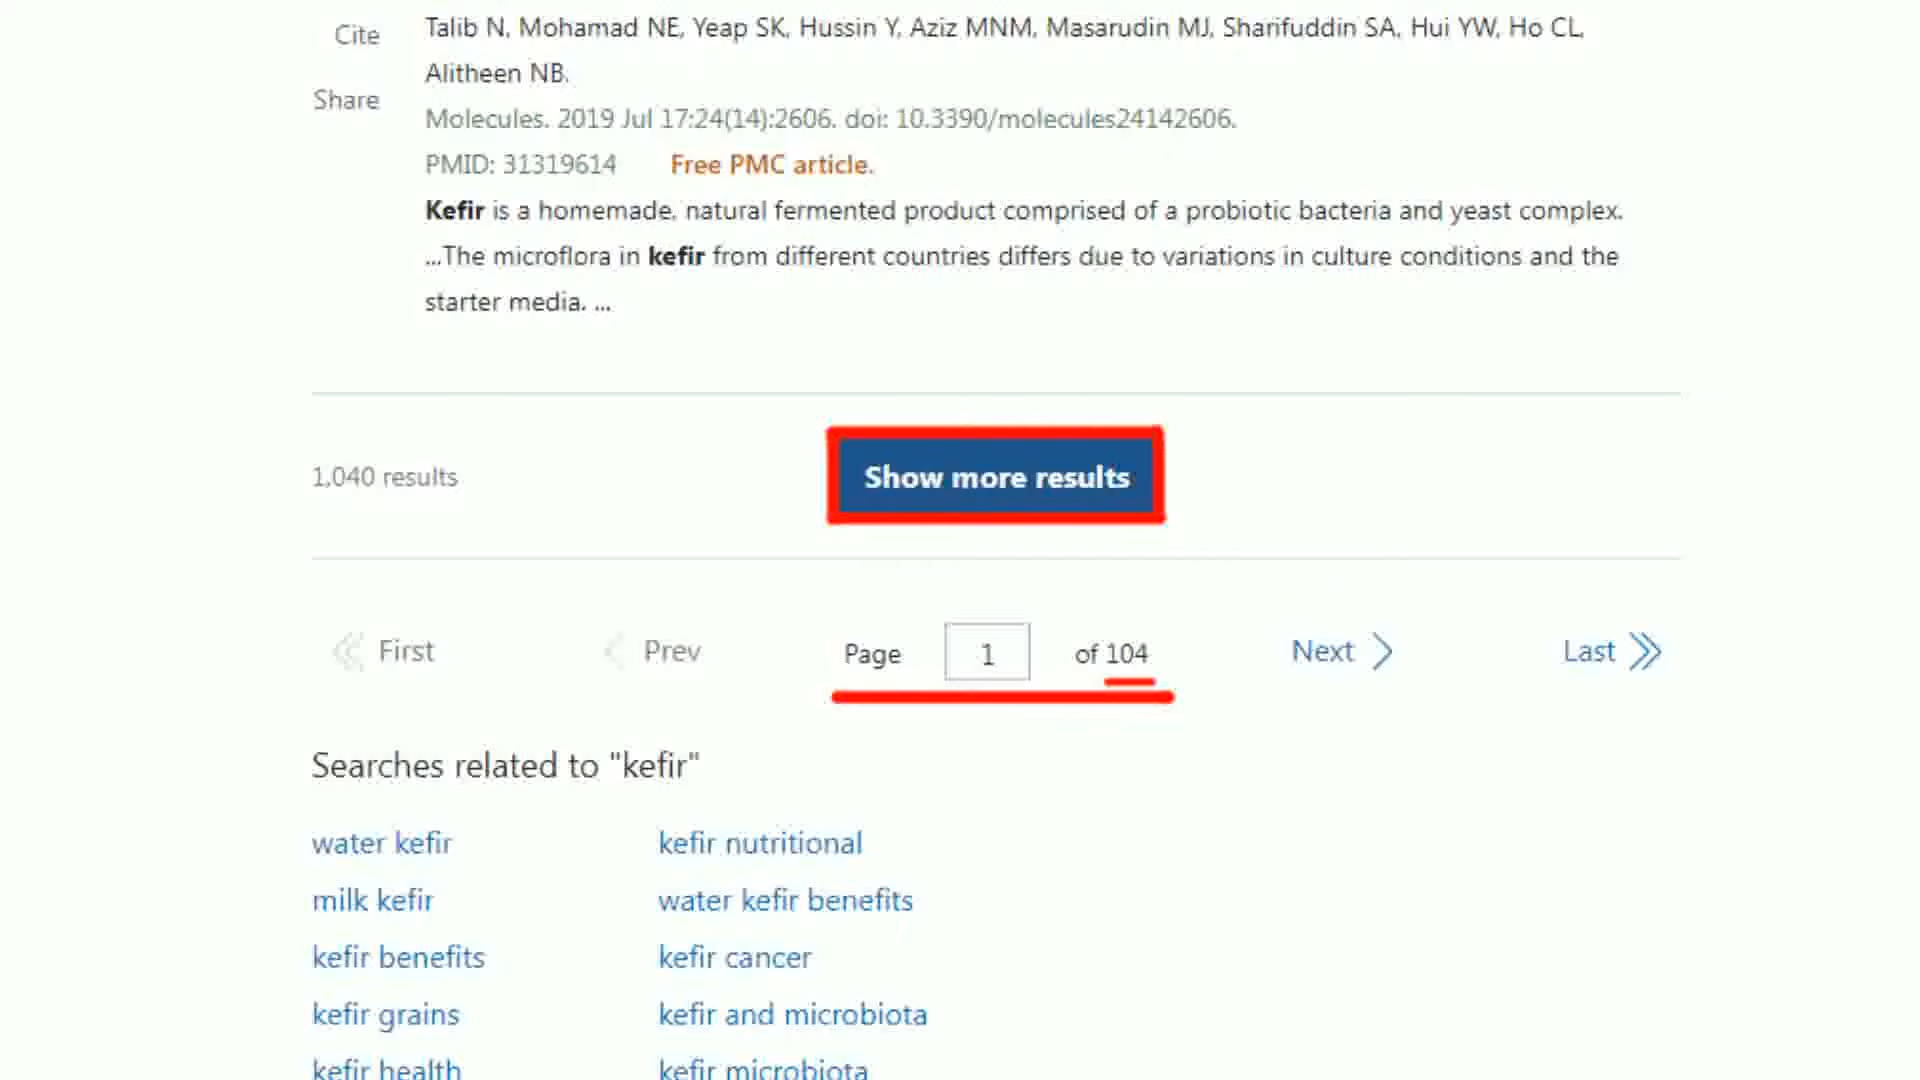 Cite
Talib N, Mohamad NE, Yeap SK, Hussin Y, Aziz MNM, Masarudin MJ, Sharifuddin SA, Hui YW, Ho CL,
Alitheen NB.
Share
Molecules. 2019 Jul 17:24(14):2606. doi: 10.3390/molecules24142606.
PMID: 31319614 Free PMC article.
Kefir is a homemade, natural fermented product comprised of a probiotic bacteria and yeast complex.
...The microflora in kefir from different countries differs due to variations in culture conditions and the
starter media. ...
1,040 results
Show more results
First Prev Page 1 of 104 Next Last
Searches related to "kefir"
water kefir kefir nutritional
milk kefir water kefir benefits
kefir benefits kefir cancer
kefir grains kefir and microbiota
kefir health kefir microbiota